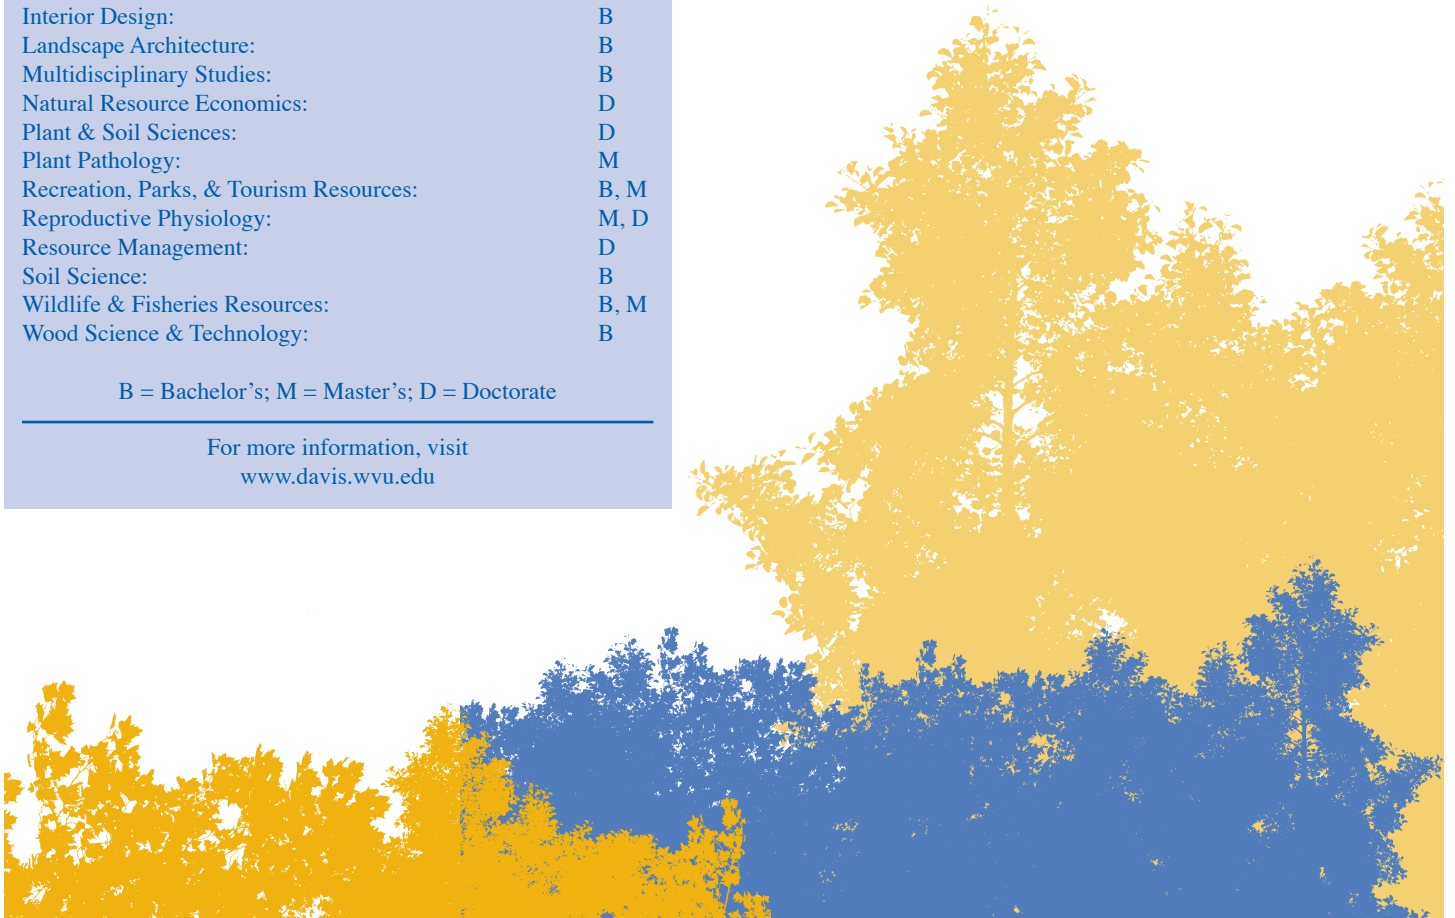 Interior Design: B
Landscape Architecture: B
Multidisciplinary Studies: B
Natural Resource Economics: D
Plant & Soil Sciences: D
Plant Pathology: M
Recreation, Parks, & Tourism Resources: B, M
Reproductive Physiology: M, D
Resource Management: D
Soil Science: B
Wildlife & Fisheries Resources: B, M
Wood Science & Technology: B
B = Bachelor’s; M = Master’s; D = Doctorate
For more information, visit
www.davis.wvu.edu